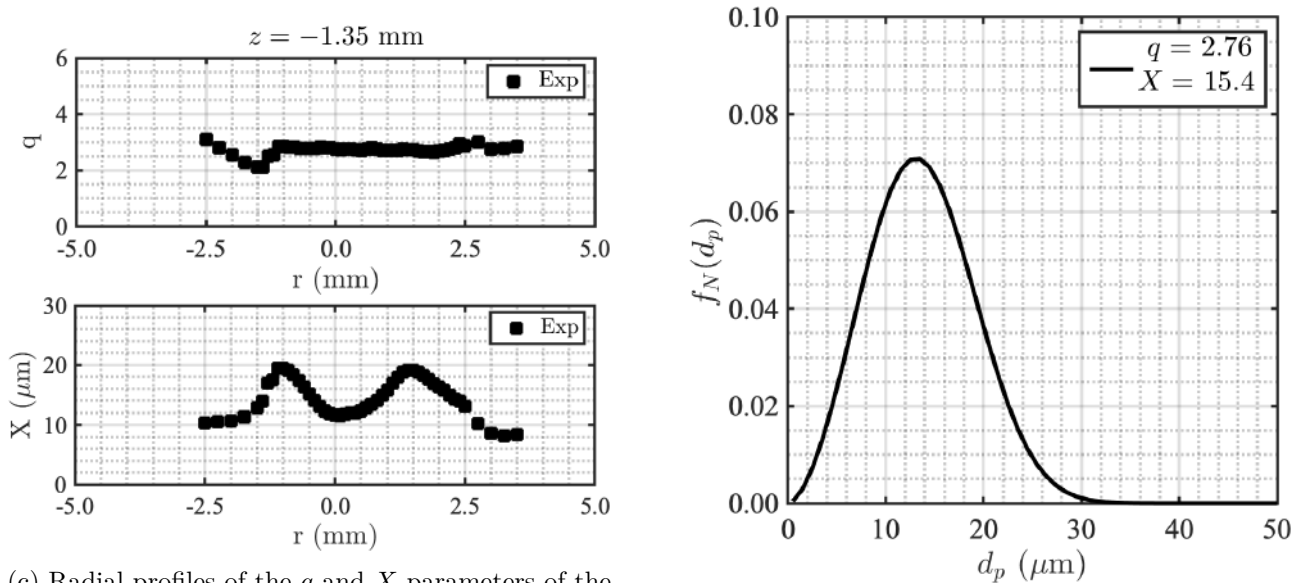 z = −1.35 mm
6
4
2
0
q
Exp
-5.0 -2.5 0.0 2.5 5.0
r (mm)
30
20
10
0
X (μm)
Exp
-5.0 -2.5 0.0 2.5 5.0
r (mm)
0.10
0.08
0.06
0.04
0.02
0.00
f_N(d_p)
q = 2.76
X = 15.4
0 10 20 30 40 50
d_p (μm)
(c) Radial profiles of the q and X parameters of the